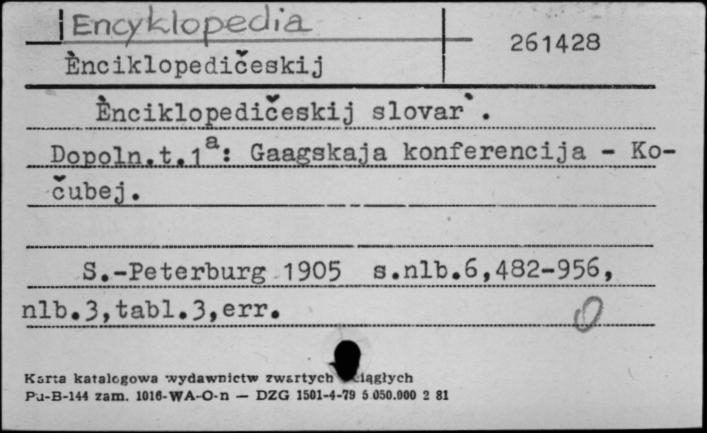 Encyklopedia
261428
Ènciklopedičeskij
Ènciklopedičeskij slovar`.
Dopoln.t.1a: Gaagskaja konferencija - Ko-
čubej.
S.-Peterburg 1905 s.nlb.6,482-956,
nlb.3,tabl.3,err.
0
Karta katalogowa wydawnictw zwartych ciągłych
Pu-B-144 zam. 1016-WA-O-n — DZG 1501-4-79 5.050.000 2 81